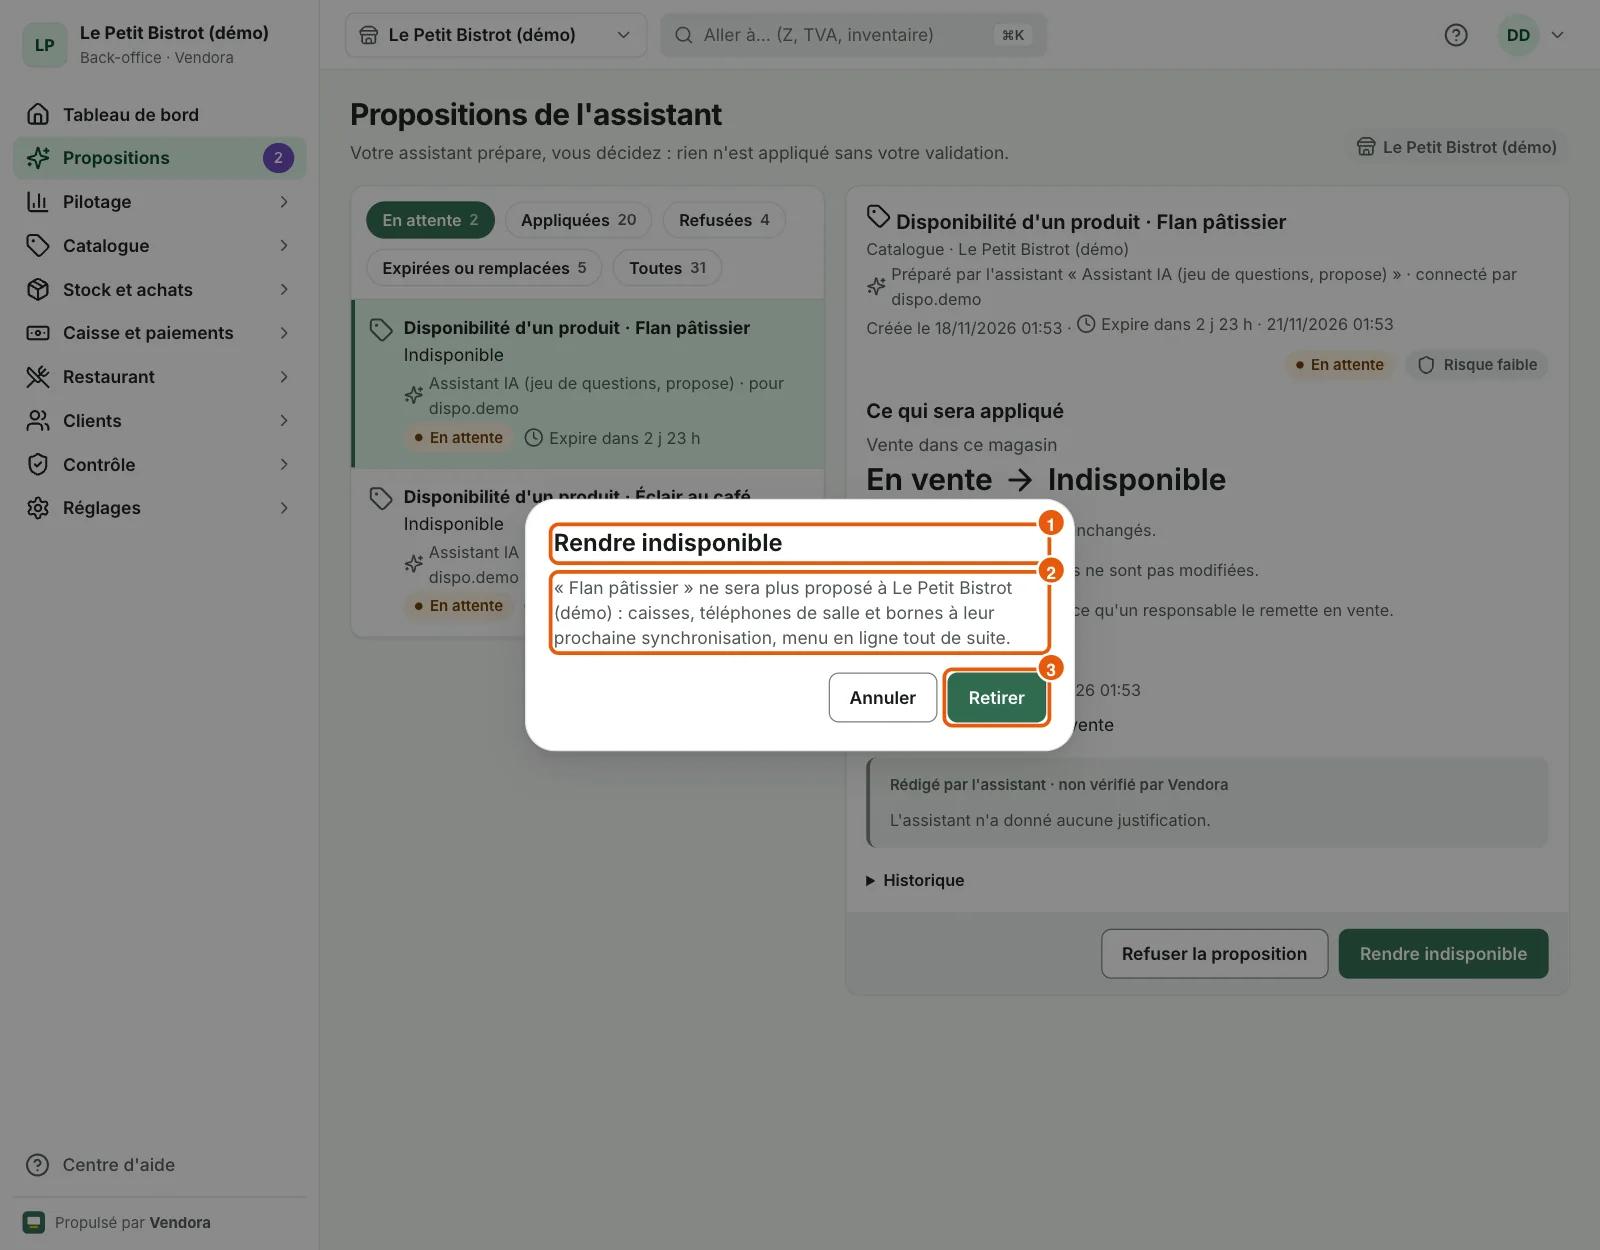 LP
Le Petit Bistrot (démo)
Back-office · Vendora
Le Petit Bistrot (démo)
Aller à... (Z, TVA, inventaire)
⌘K
DD
Tableau de bord
Propositions
2
Pilotage
Catalogue
Stock et achats
Caisse et paiements
Restaurant
Clients
Contrôle
Réglages
Centre d'aide
Propulsé par Vendora
Propositions de l'assistant
Votre assistant prépare, vous décidez : rien n'est appliqué sans votre validation.
Le Petit Bistrot (démo)
En attente 2
Appliquées 20
Refusées 4
Expirées ou remplacées 5
Toutes 31
Disponibilité d'un produit · Flan pâtissier
Indisponible
Assistant IA (jeu de questions, propose) · pour
dispo.demo
En attente
Expire dans 2 j 23 h
Disponibilité d'un produit · Éclair au café
Indisponible
Assistant IA
dispo.demo
En attente
Disponibilité d'un produit · Flan pâtissier
Catalogue · Le Petit Bistrot (démo)
Préparé par l'assistant « Assistant IA (jeu de questions, propose) » · connecté par
dispo.demo
Créée le 18/11/2026 01:53 · Expire dans 2 j 23 h · 21/11/2026 01:53
En attente
Risque faible
Ce qui sera appliqué
Vente dans ce magasin
En vente → Indisponible
nchangés.
s ne sont pas modifiées.
ce qu'un responsable le remette en vente.
26 01:53
vente
Rédigé par l'assistant · non vérifié par Vendora
L'assistant n'a donné aucune justification.
Historique
Refuser la proposition
Rendre indisponible
1
Rendre indisponible
2
« Flan pâtissier » ne sera plus proposé à Le Petit Bistrot
(démo) : caisses, téléphones de salle et bornes à leur
prochaine synchronisation, menu en ligne tout de suite.
3
Annuler
Retirer